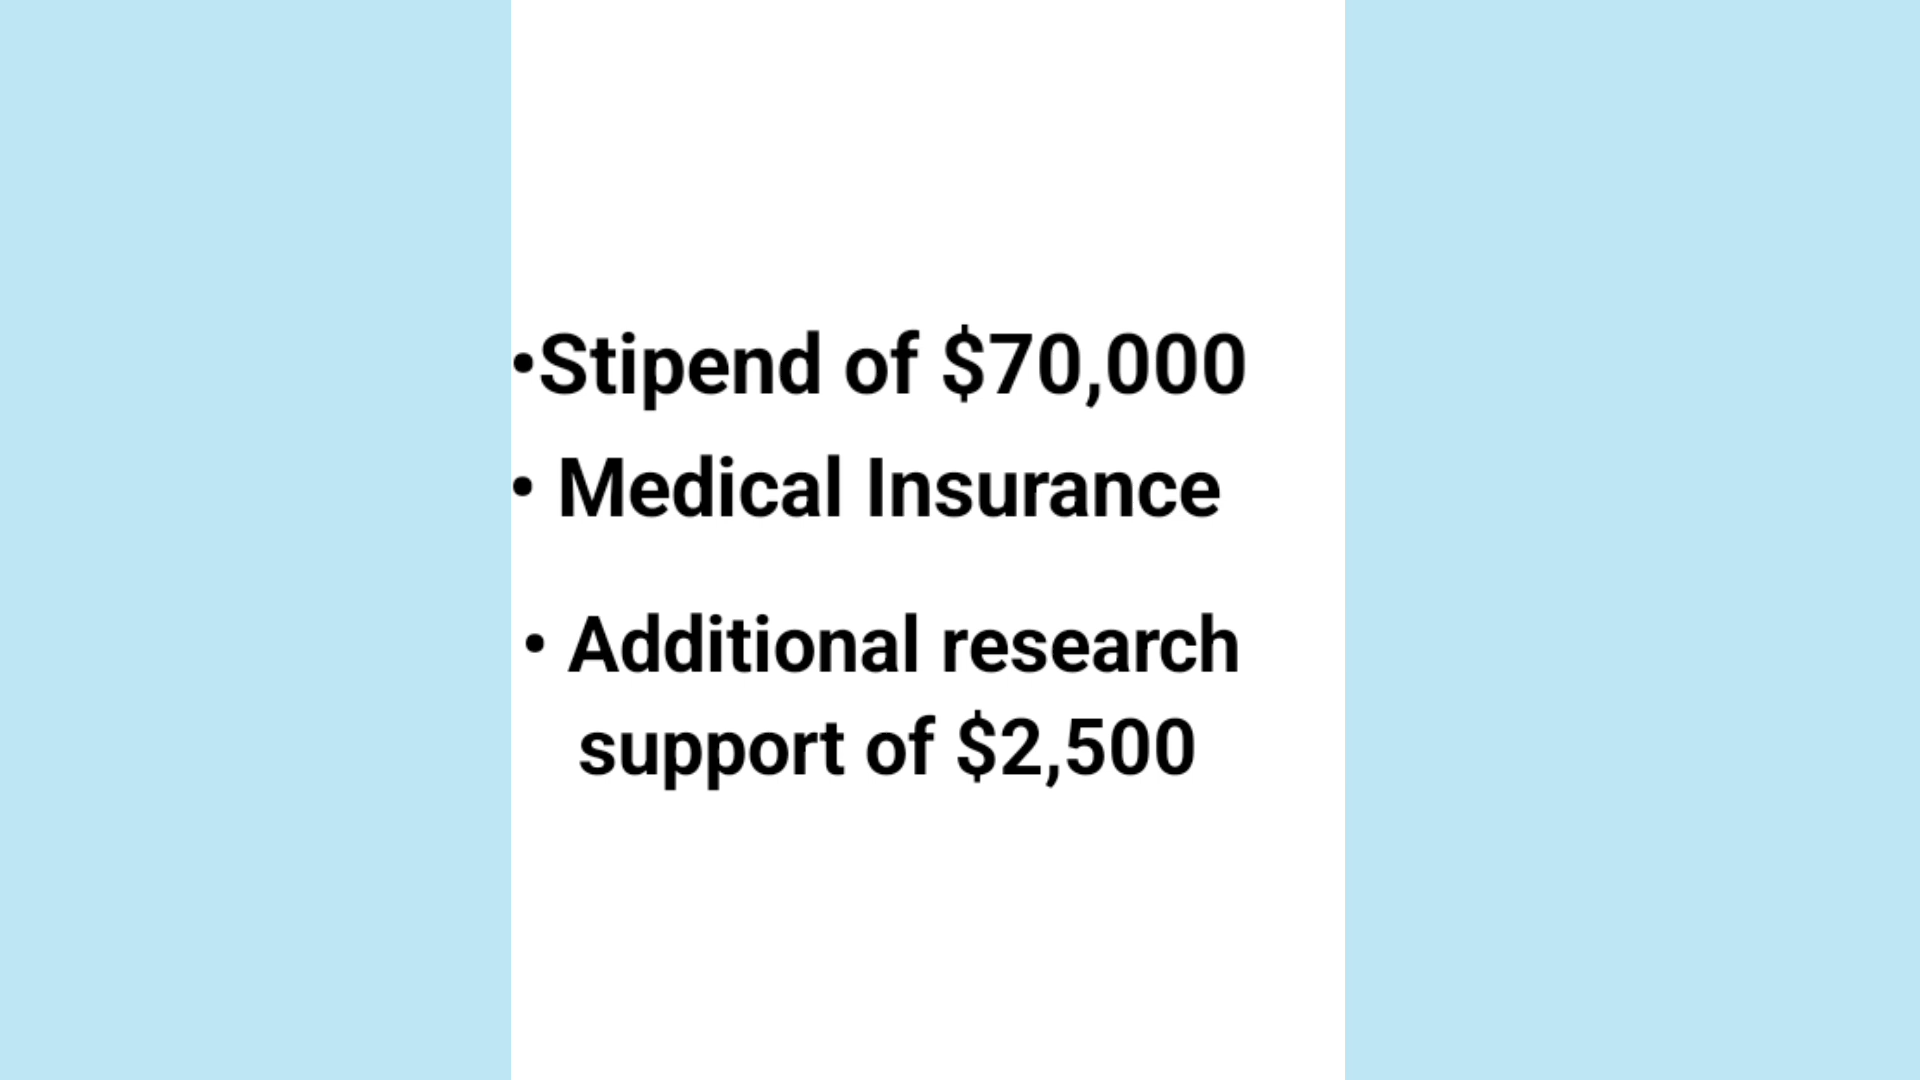 •Stipend of $70,000
• Medical Insurance
• Additional research
support of $2,500